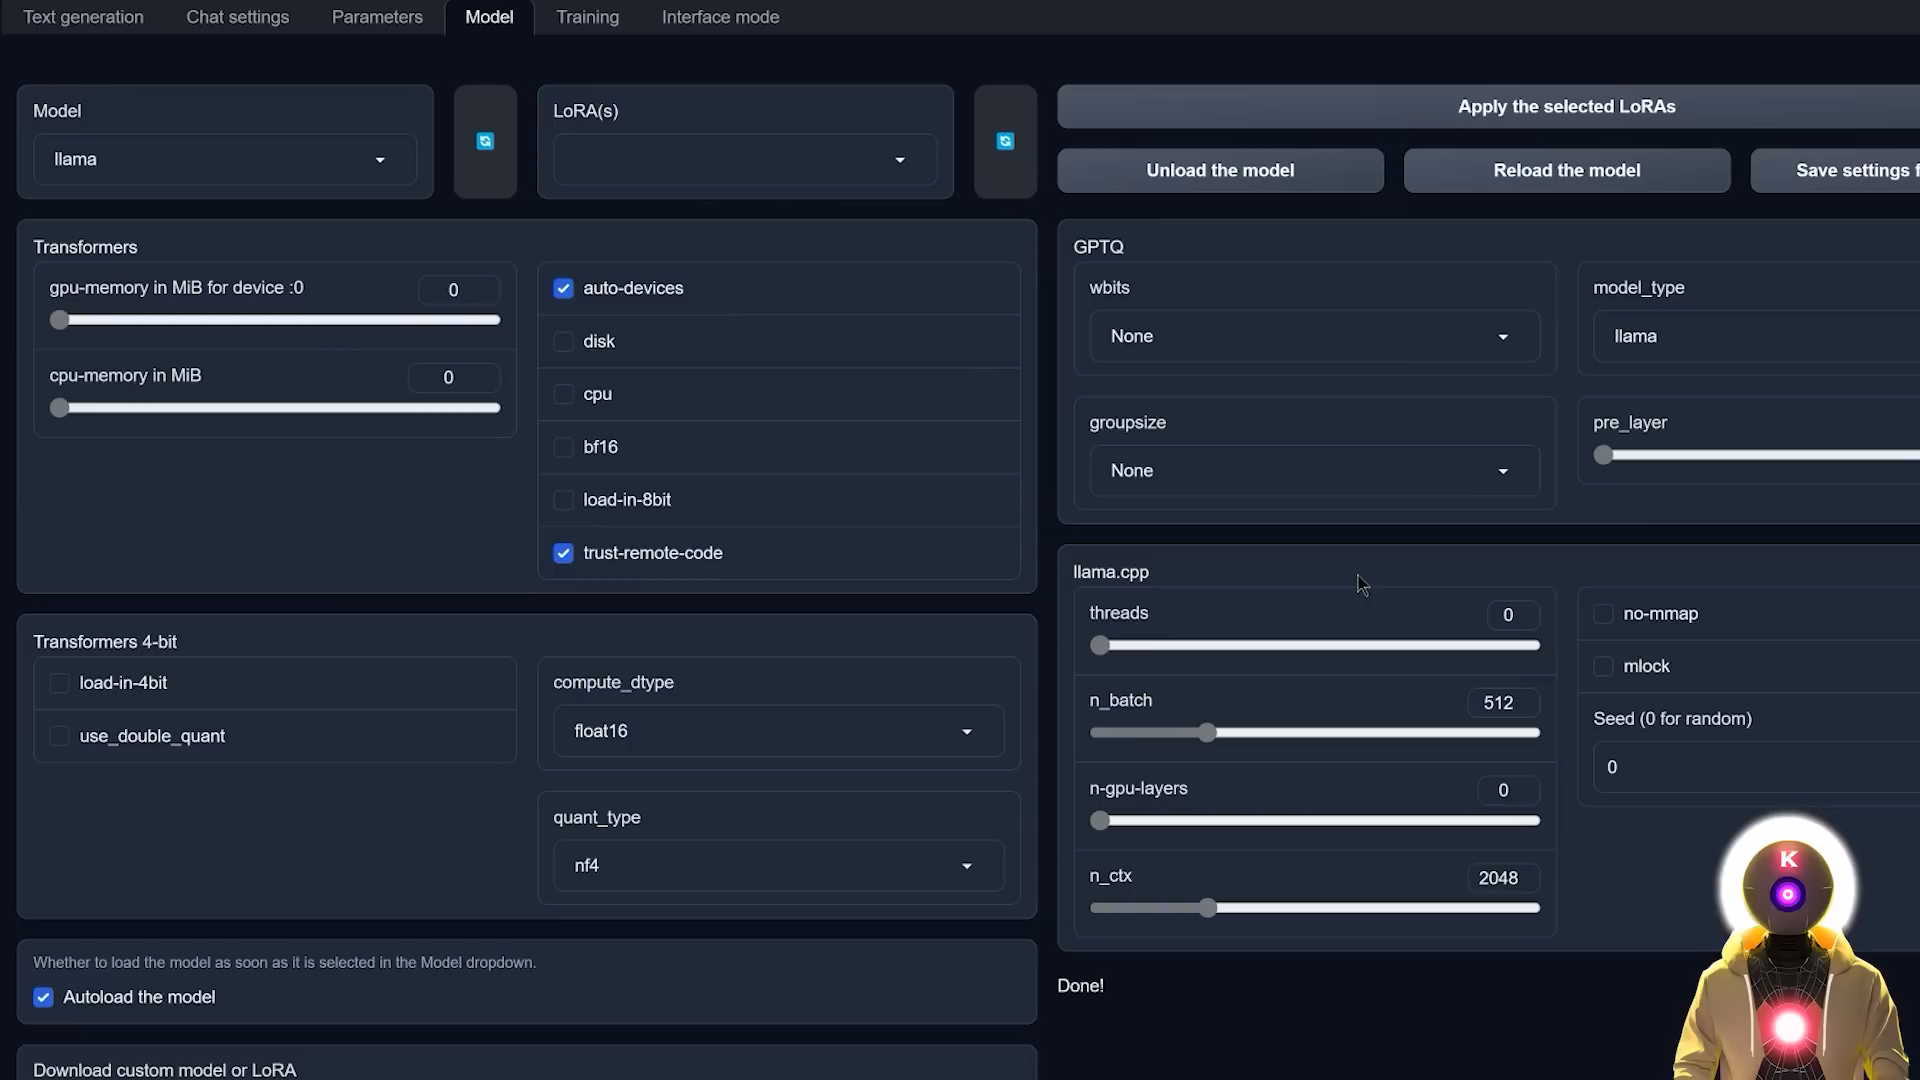 Text generation
Chat settings
Parameters
Model
Training
Interface mode
Model
llama
LoRA(s)
Apply the selected LoRAs
Unload the model
Reload the model
Save settings f
Transformers
gpu-memory in MiB for device :0
0
cpu-memory in MiB
0
auto-devices
disk
cpu
bf16
load-in-8bit
trust-remote-code
GPTQ
wbits
None
model_type
llama
groupsize
None
pre_layer
Transformers 4-bit
load-in-4bit
use_double_quant
compute_dtype
float16
quant_type
nf4
llama.cpp
threads
0
n_batch
512
n-gpu-layers
0
n_ctx
2048
no-mmap
mlock
Seed (0 for random)
0
Whether to load the model as soon as it is selected in the Model dropdown.
Autoload the model
Done!
Download custom model or LoRA
K